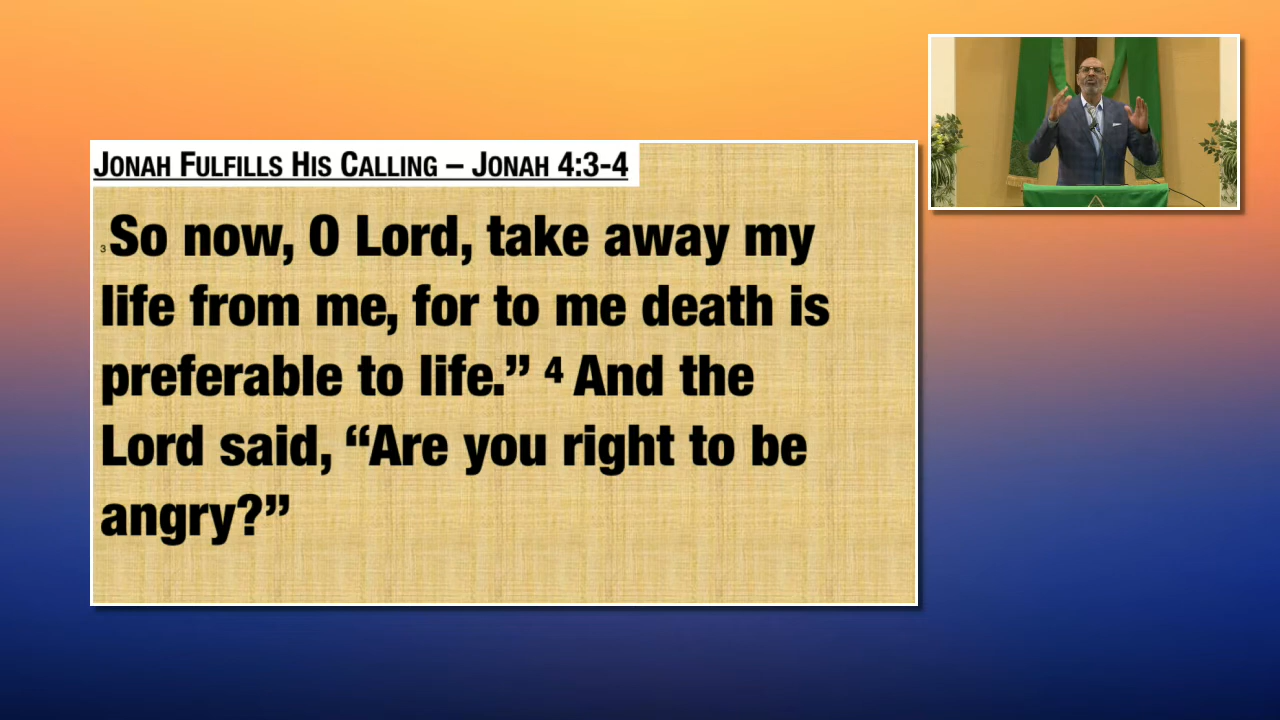 JONAH FULFILLS HIS CALLING – JONAH 4:3-4
3 So now, O Lord, take away my
life from me, for to me death is
preferable to life.” 4 And the
Lord said, “Are you right to be
angry?”